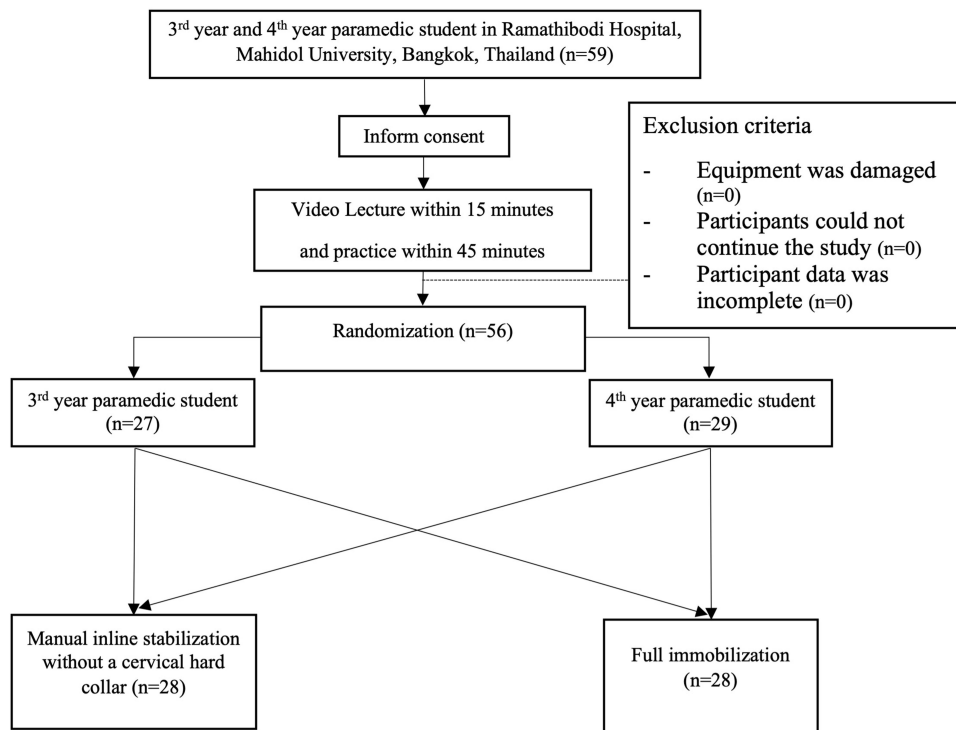 3rd year and 4th year paramedic student in Ramathibodi Hospital,
Mahidol University, Bangkok, Thailand (n=59)
Inform consent
Exclusion criteria
- Equipment was damaged
(n=0)
- Participants could not
continue the study (n=0)
- Participant data was
incomplete (n=0)
Video Lecture within 15 minutes
and practice within 45 minutes
Randomization (n=56)
3rd year paramedic student
(n=27)
4th year paramedic student
(n=29)
Manual inline stabilization
without a cervical hard
collar (n=28)
Full immobilization
(n=28)